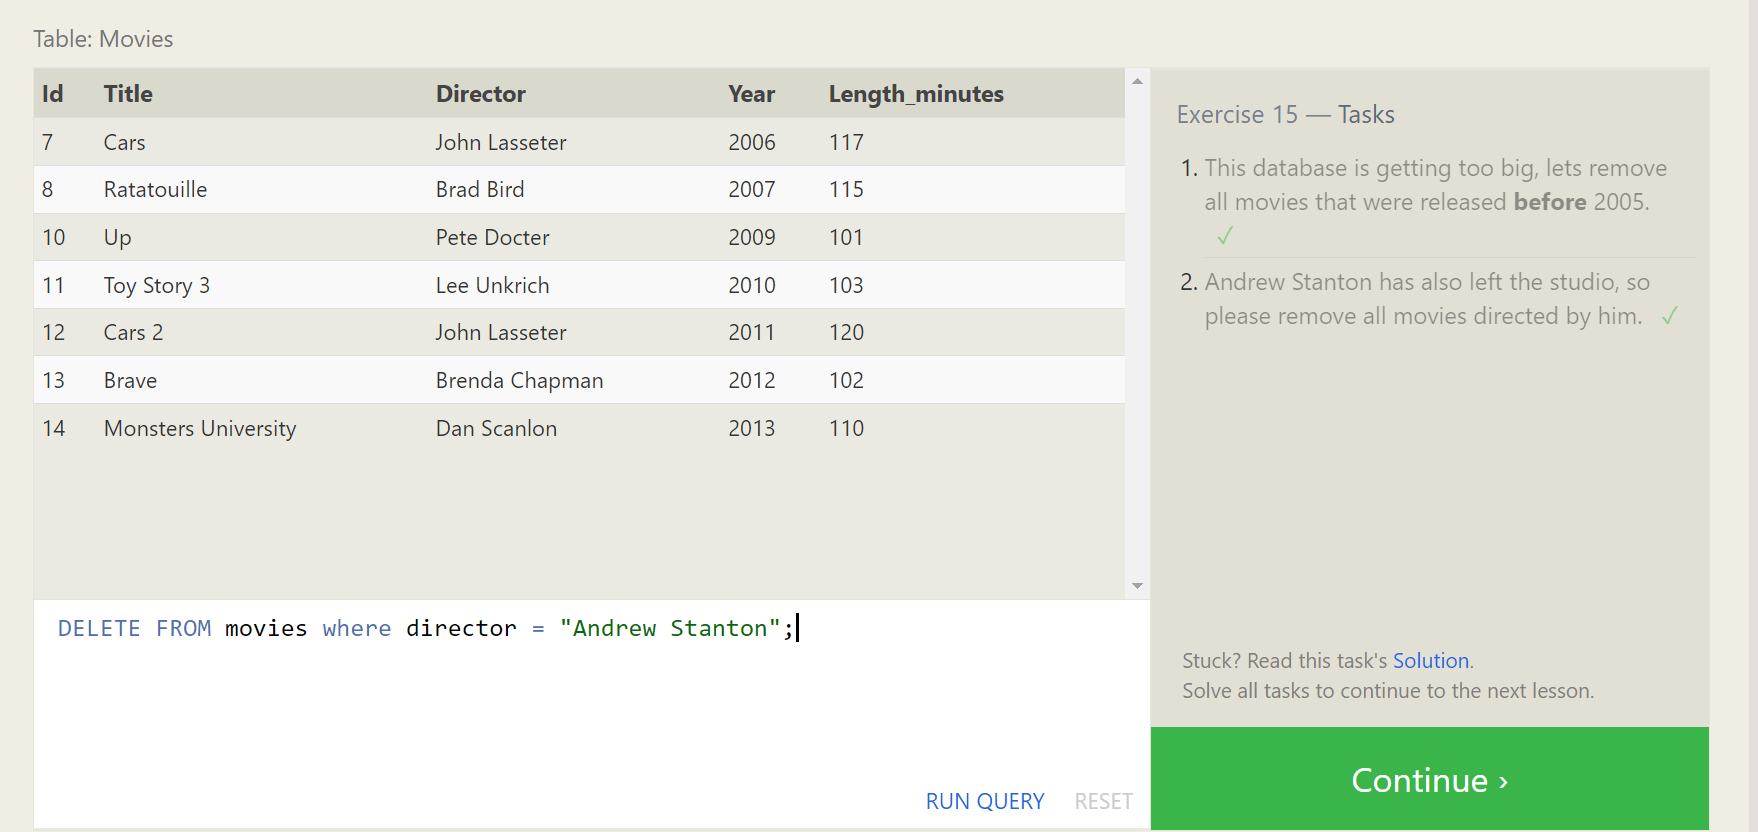 Table: Movies
Id Title Director Year Length_minutes
7 Cars John Lasseter 2006 117
8 Ratatouille Brad Bird 2007 115
10 Up Pete Docter 2009 101
11 Toy Story 3 Lee Unkrich 2010 103
12 Cars 2 John Lasseter 2011 120
13 Brave Brenda Chapman 2012 102
14 Monsters University Dan Scanlon 2013 110
DELETE FROM movies where director = "Andrew Stanton";
RUN QUERY RESET
Exercise 15 — Tasks
1. This database is getting too big, lets remove
all movies that were released before 2005.
✓
2. Andrew Stanton has also left the studio, so
please remove all movies directed by him. ✓
Stuck? Read this task's Solution.
Solve all tasks to continue to the next lesson.
Continue ›